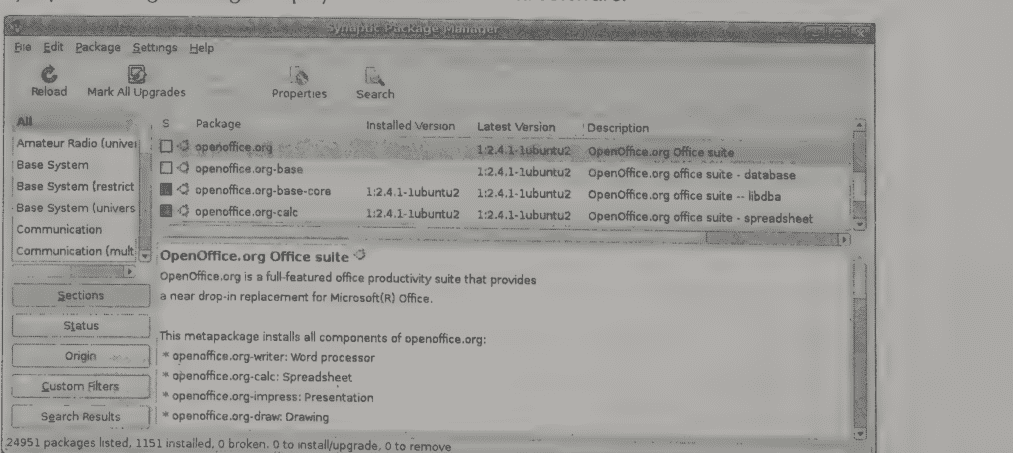 Synaptic Package Manager
File Edit Package Settings Help
Reload Mark All Upgrades Properties Search
All
Amateur Radio (univer
Base System
Base System (restrict
Base System (univers
Communication
Communication (mult
S Package Installed Version Latest Version Description
openoffice.org 1:2.4.1-1ubuntu2 OpenOffice.org Office suite
openoffice.org-base 1:2.4.1-1ubuntu2 OpenOffice.org office suite - database
openoffice.org-base-core 1:2.4.1-1ubuntu2 1:2.4.1-1ubuntu2 OpenOffice.org office suite -- libdba
openoffice.org-calc 1:2.4.1-1ubuntu2 1:2.4.1-1ubuntu2 OpenOffice.org office suite - spreadsheet
Sections
Status
Origin
Custom Filters
Search Results
OpenOffice.org Office suite
OpenOffice.org is a full-featured office productivity suite that provides
a near drop-in replacement for Microsoft(R) Office.
This metapackage installs all components of openoffice.org:
* openoffice.org-writer: Word processor
* openoffice.org-calc: Spreadsheet
* openoffice.org-impress: Presentation
* openoffice.org-draw: Drawing
24951 packages listed, 1151 installed, 0 broken. 0 to install/upgrade, 0 to remove